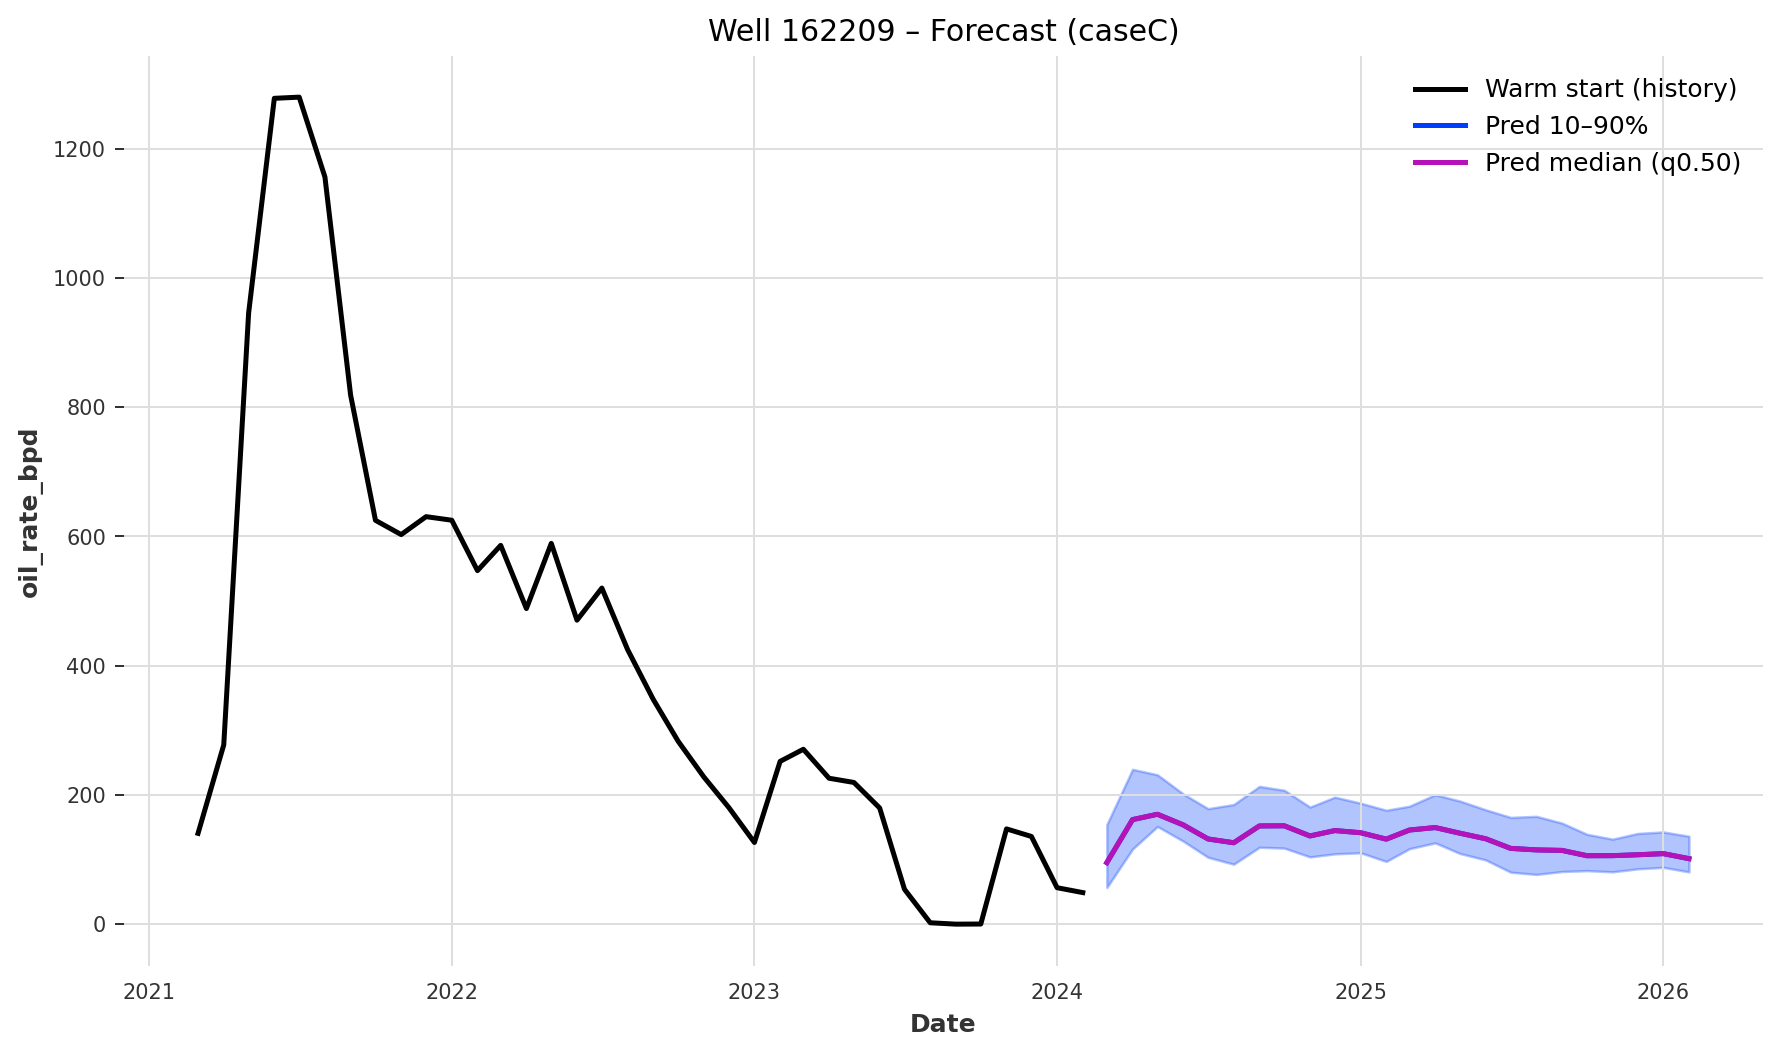 Well 162209 – Forecast (caseC)
Warm start (history)
Pred 10–90%
Pred median (q0.50)
oil_rate_bpd
1200
1000
800
600
400
200
0
2021 2022 2023 2024 2025 2026
Date